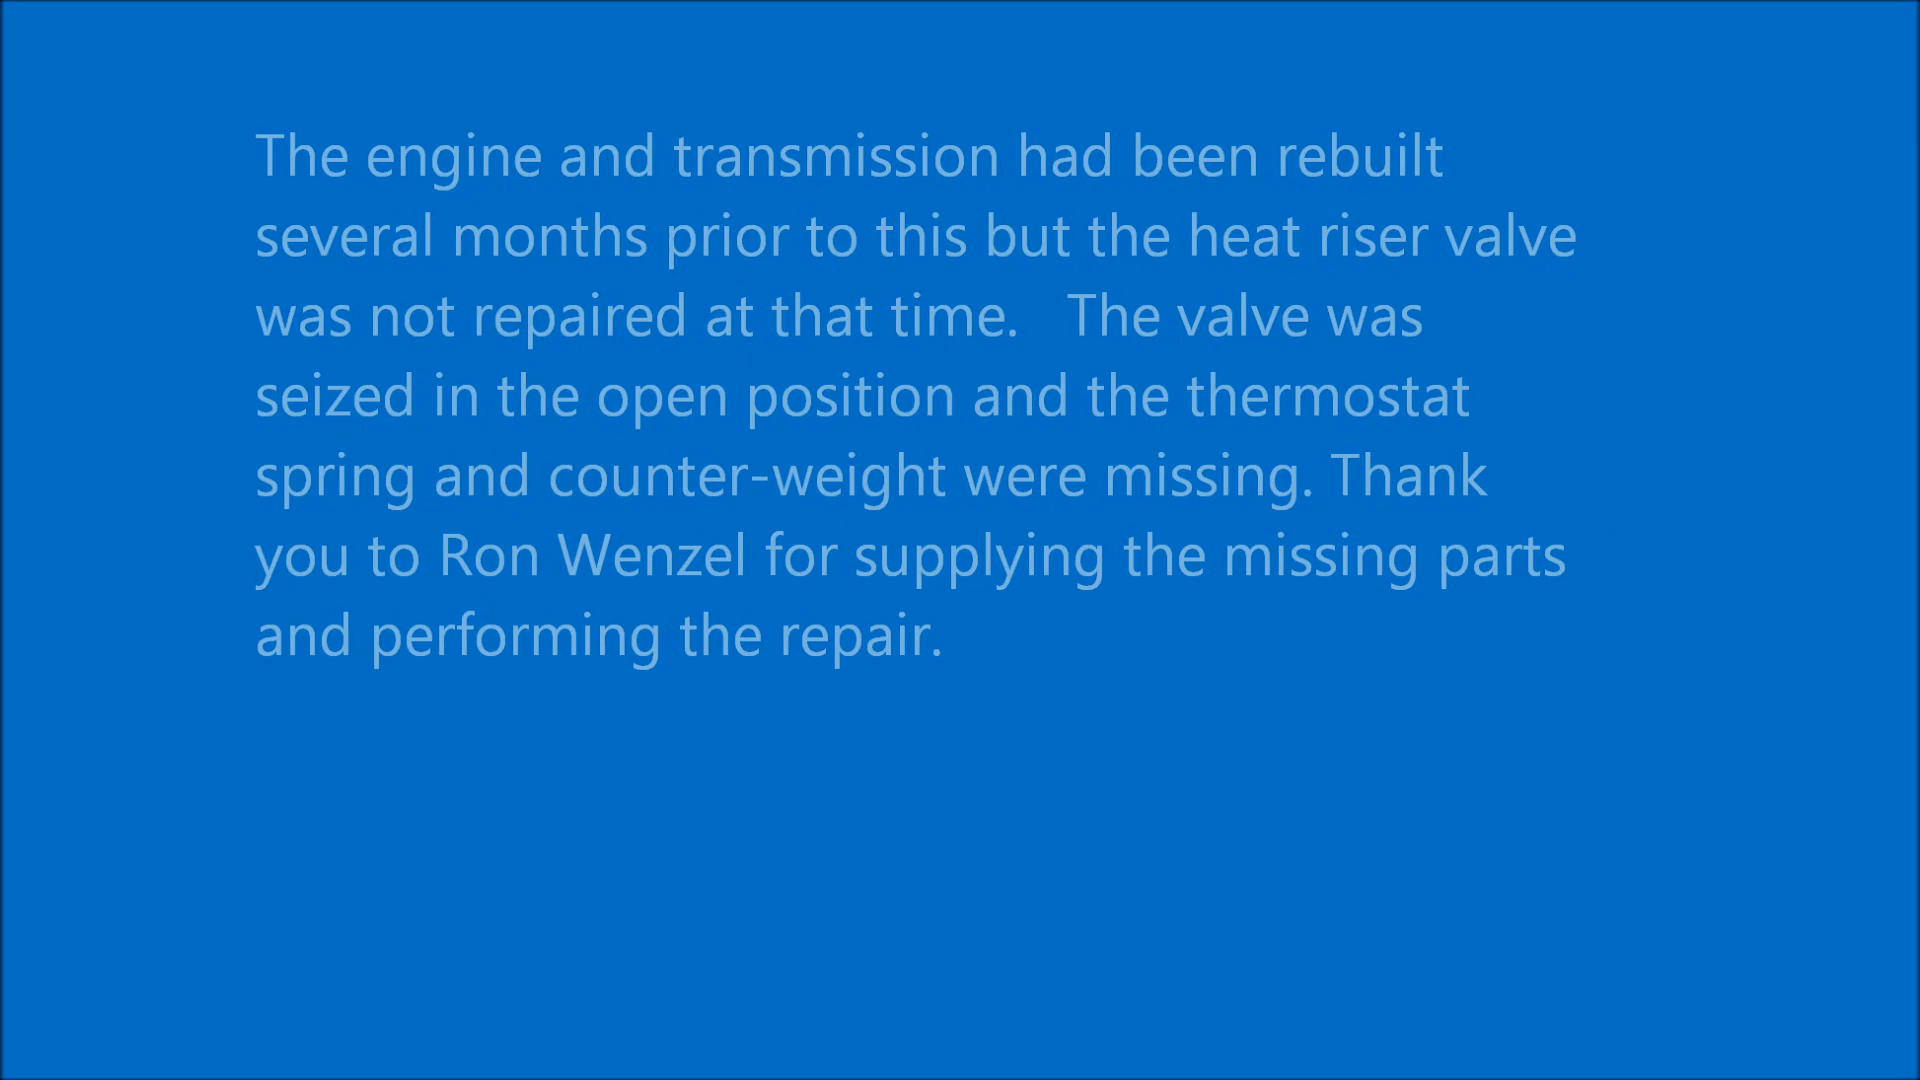 The engine and transmission had been rebuilt
several months prior to this but the heat riser valve
was not repaired at that time.   The valve was
seized in the open position and the thermostat
spring and counter-weight were missing. Thank
you to Ron Wenzel for supplying the missing parts
and performing the repair.